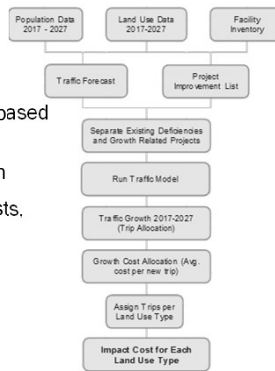 Population Data
2017 - 2027
Land Use Data
2017-2027
Facility
Inventory
Traffic Forecast
Project
Improvement List
based
Separate Existing Deficiencies
and Growth Related Projects
Run Traffic Model
sts,
Traffic Growth 2017-2027
(Trip Allocation)
Growth Cost Allocation (Avg.
cost per new trip)
Assign Trips per
Land Use Type
Impact Cost for Each
Land Use Type